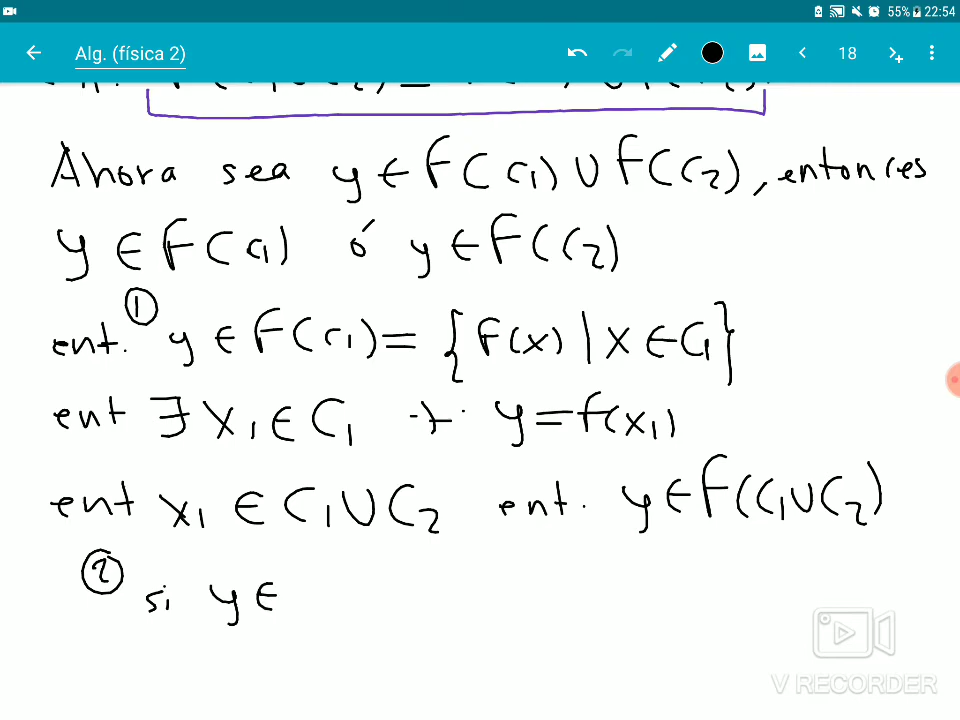 55% 22:54
Alg. (física 2)
18
Ahora sea y ∈ F(C1) ∪ F(C2), entonces
y ∈ F(C1) ó y ∈ F(C2)
①
ent. y ∈ F(C1) = {F(x) | x ∈ C1}
ent ∃ x1 ∈ C1 y = f(x1)
ent x1 ∈ C1 ∪ C2 ent. y ∈ F(C1 ∪ C2)
②
si y ∈
V RECORDER